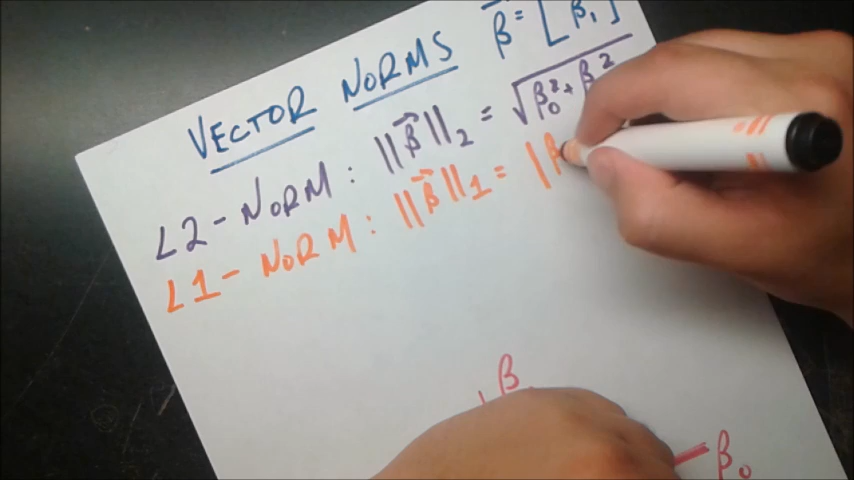 VECTOR NORMS β⃗ = [β₁]
L2-NORM: ||β⃗||₂ = √β₀² + β²
L1-NORM: ||β⃗||₁ = |β
β
β₀